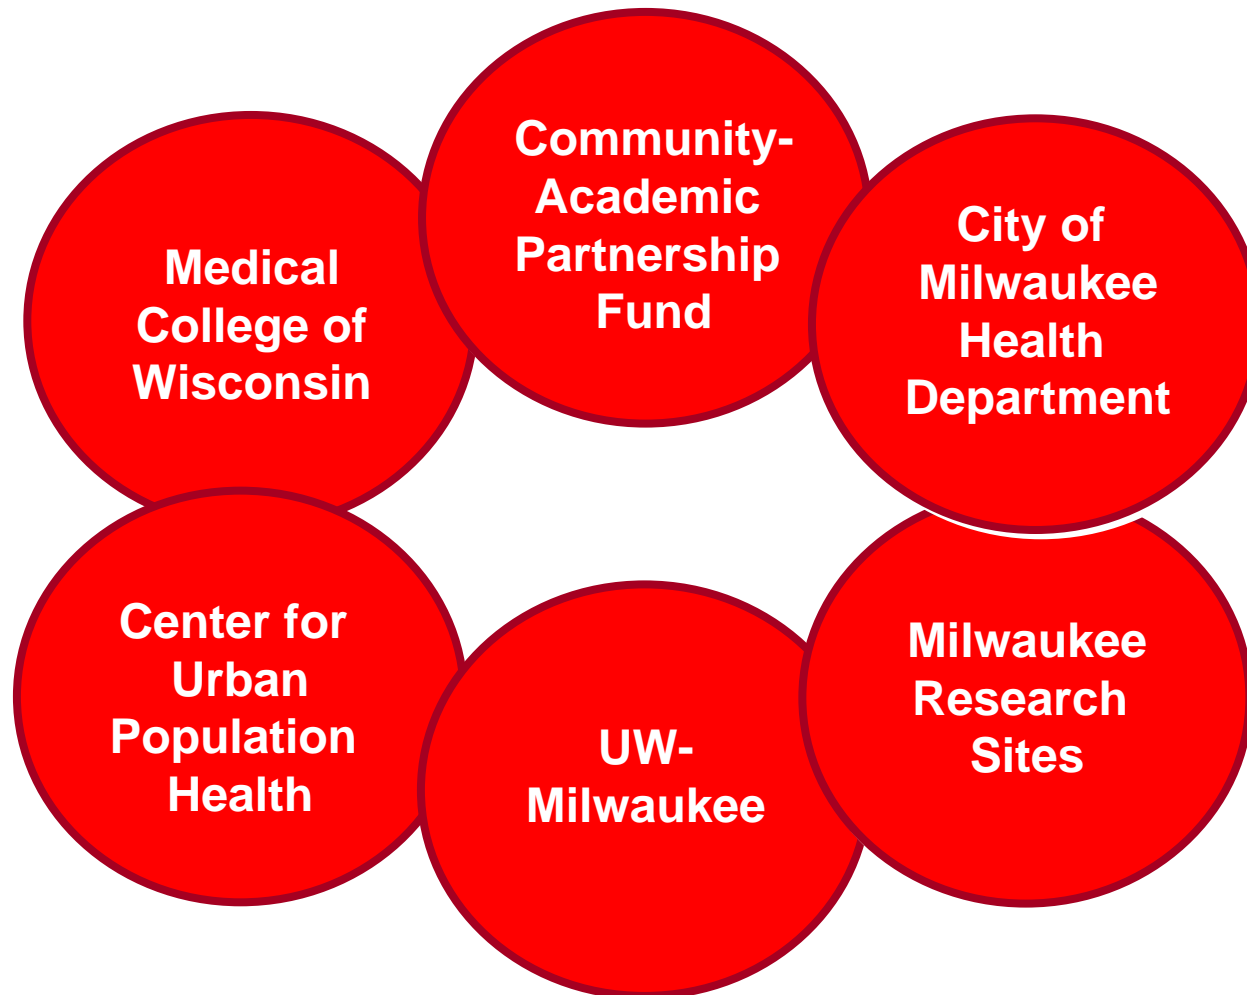 Community-
Academic
Partnership
Fund
Medical
College of
Wisconsin
City of
Milwaukee
Health
Department
Center for
Urban
Population
Health
UW-
Milwaukee
Milwaukee
Research
Sites